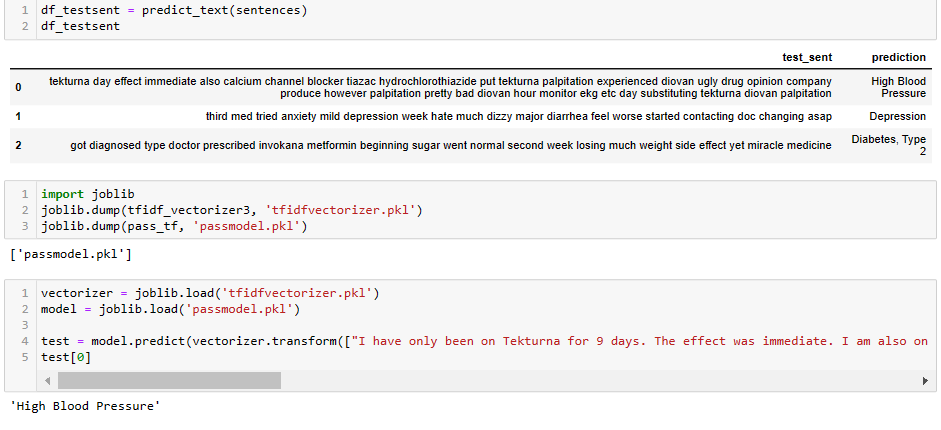 1 df_testsent = predict_text(sentences)
2 df_testsent
test_sent prediction
0 tekturna day effect immediate also calcium channel blocker tiazac hydrochlorothiazide put tekturna palpitation experienced diovan ugly drug opinion company High Blood
produce however palpitation pretty bad diovan hour monitor ekg etc day substituting tekturna diovan palpitation Pressure
1 third med tried anxiety mild depression week hate much dizzy major diarrhea feel worse started contacting doc changing asap Depression
2 got diagnosed type doctor prescribed invokana metformin beginning sugar went normal second week losing much weight side effect yet miracle medicine Diabetes, Type
2
1 import joblib
2 joblib.dump(tfidf_vectorizer3, 'tfidfvectorizer.pkl')
3 joblib.dump(pass_tf, 'passmodel.pkl')
['passmodel.pkl']
1 vectorizer = joblib.load('tfidfvectorizer.pkl')
2 model = joblib.load('passmodel.pkl')
3
4 test = model.predict(vectorizer.transform(["I have only been on Tekturna for 9 days. The effect was immediate. I am also on
5 test[0]
'High Blood Pressure'